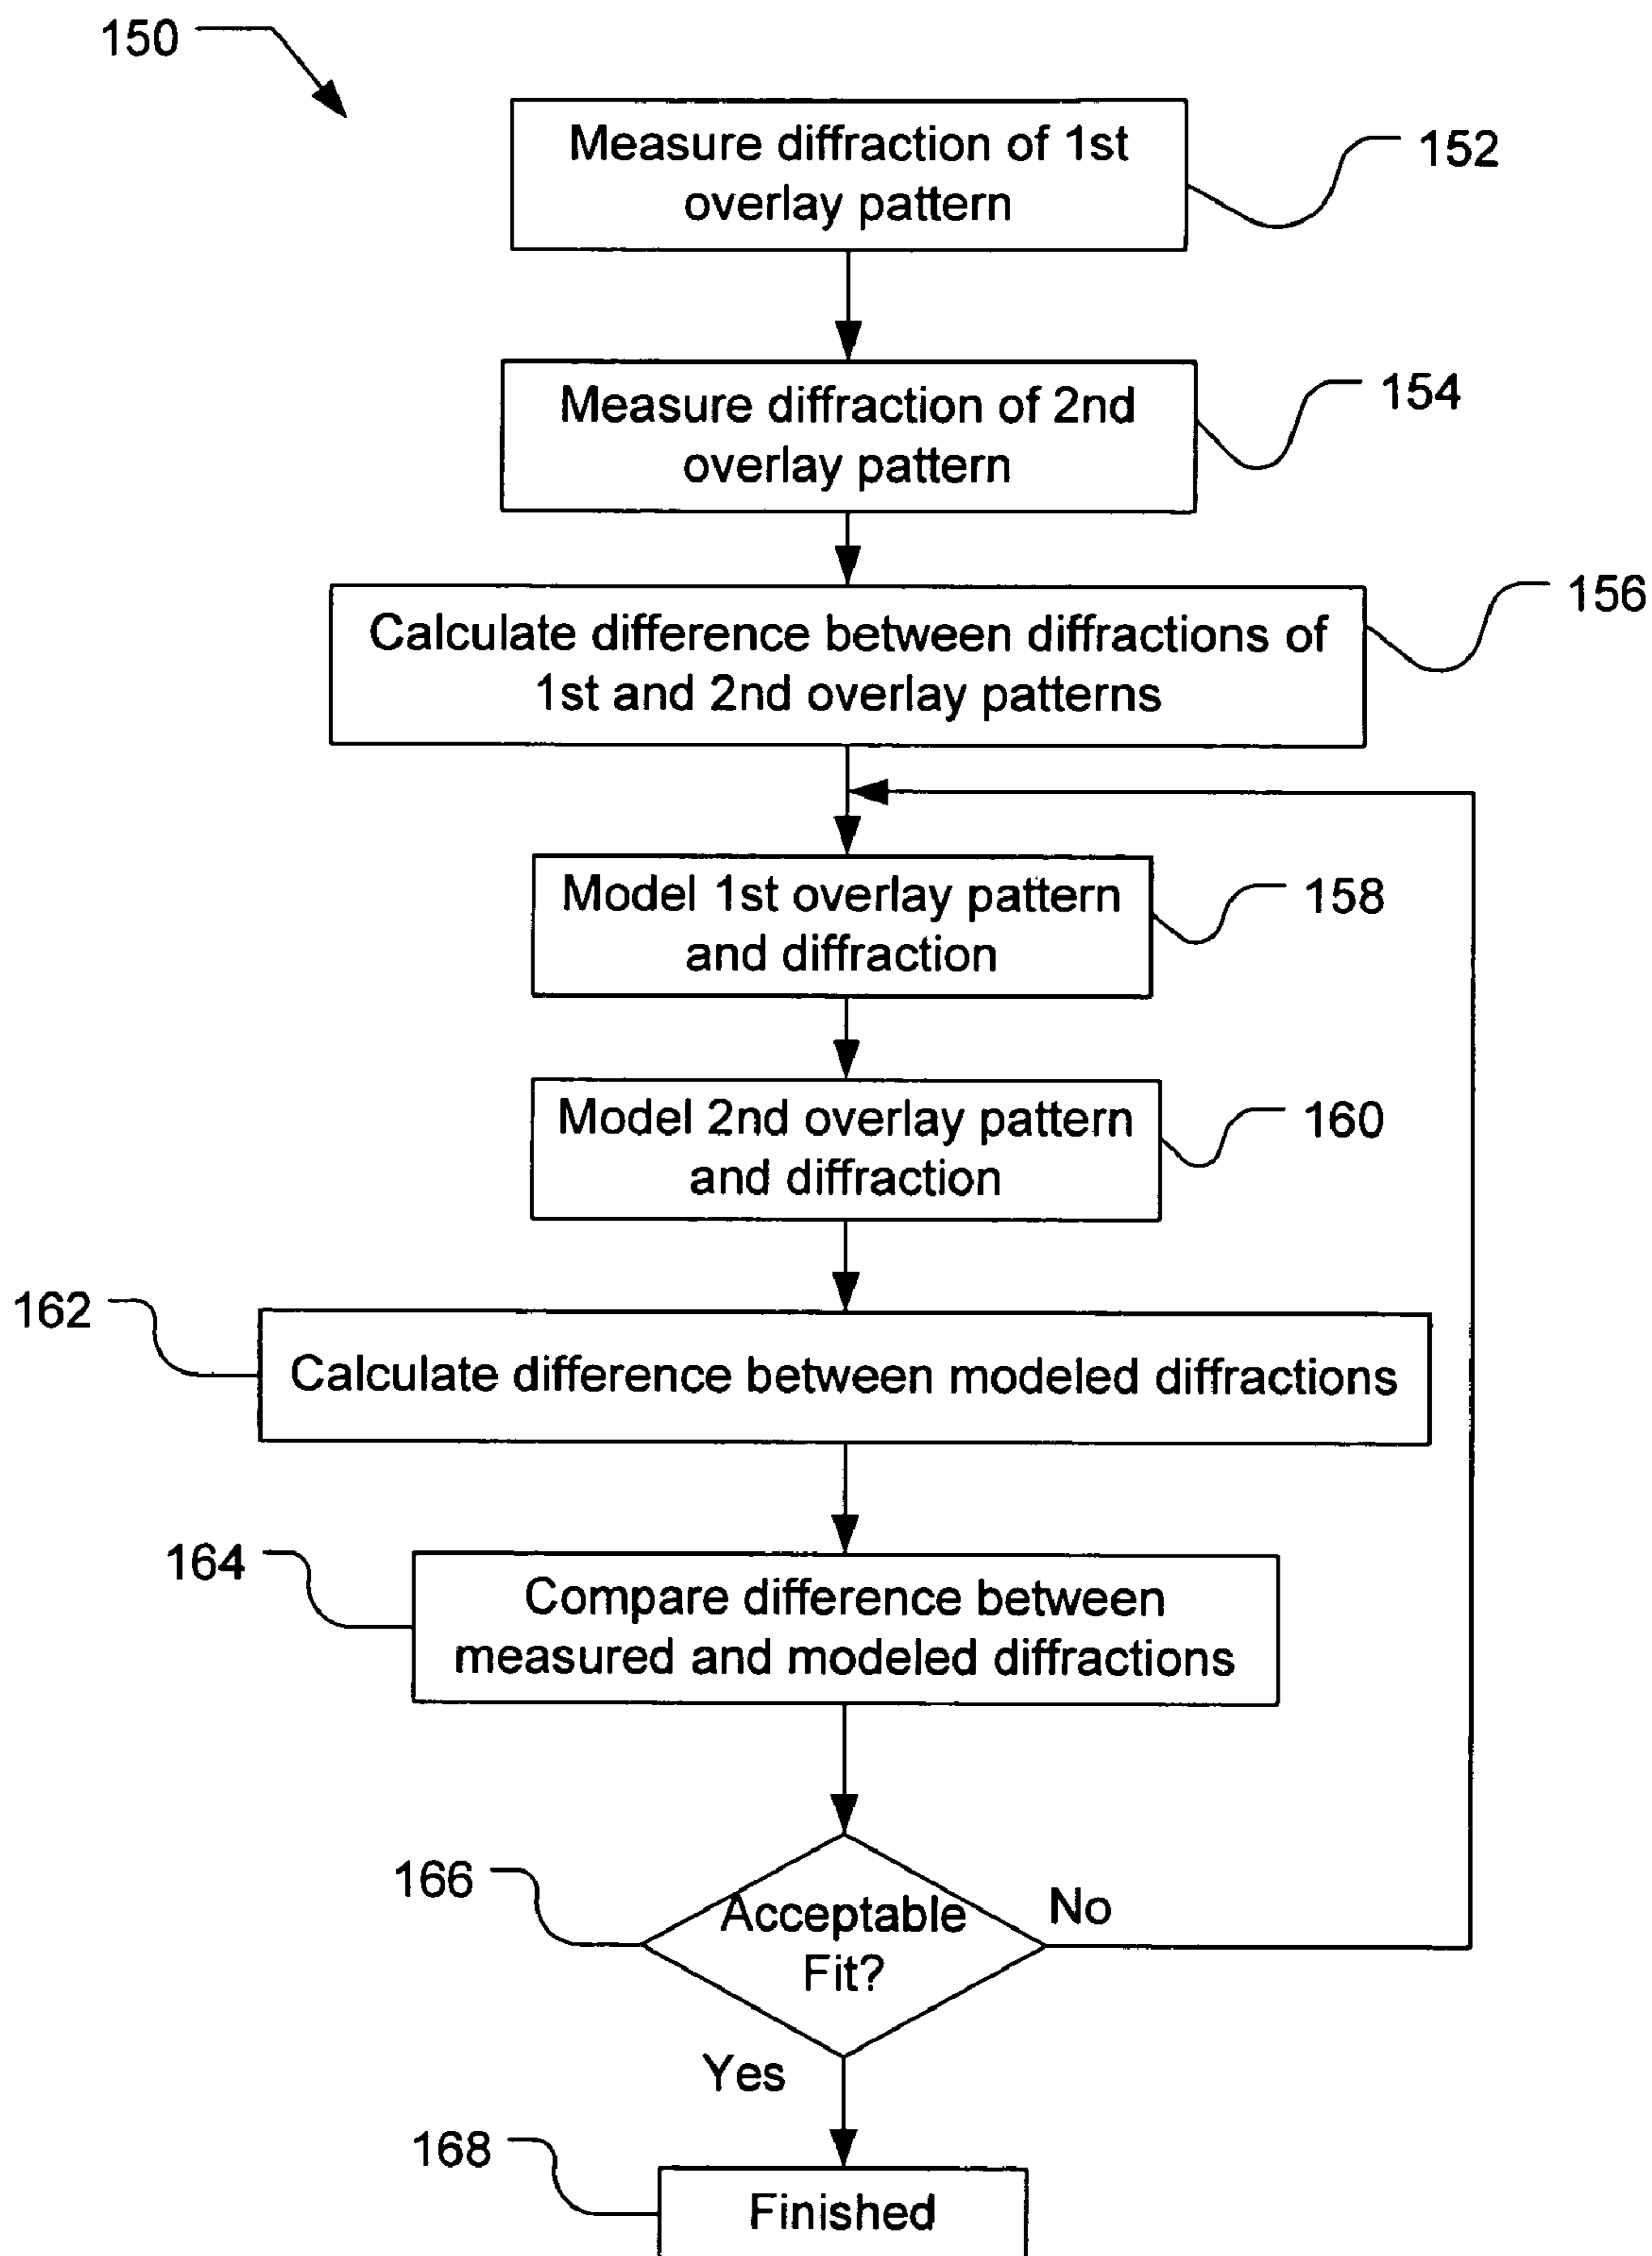 150
Measure diffraction of 1st
overlay pattern
152
Measure diffraction of 2nd
overlay pattern
154
Calculate difference between diffractions of
1st and 2nd overlay patterns
156
Model 1st overlay pattern
and diffraction
158
Model 2nd overlay pattern
and diffraction
160
162
Calculate difference between modeled diffractions
164
Compare difference between
measured and modeled diffractions
166
Acceptable
Fit?
No
Yes
168
Finished